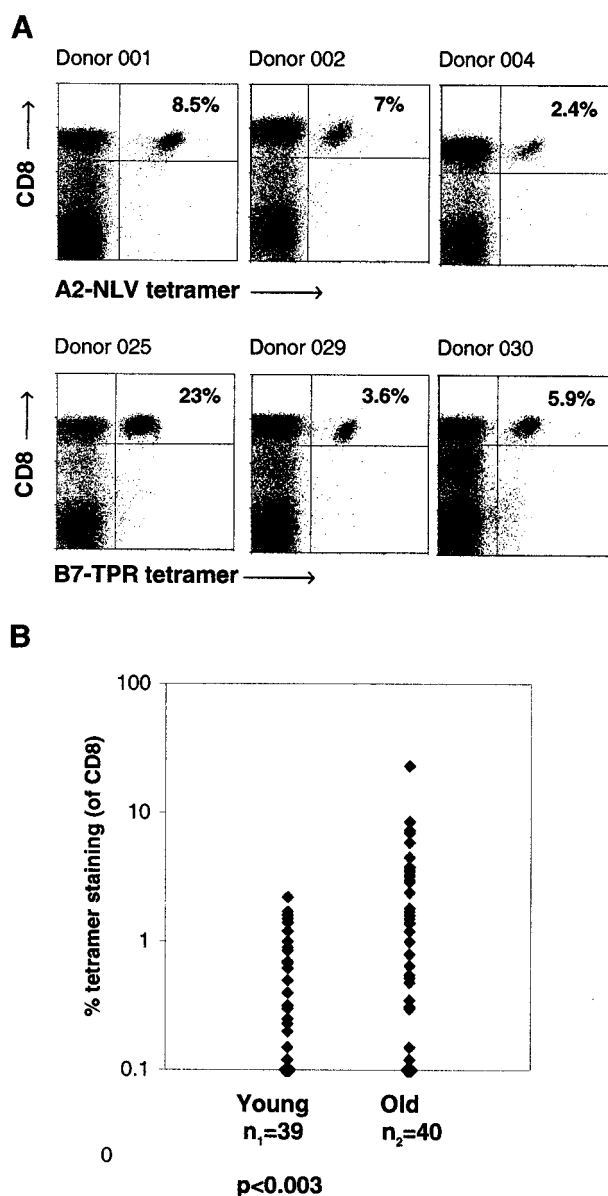 A
Donor 001 Donor 002 Donor 004
8.5% 7% 2.4%
CD8
A2-NLV tetramer
Donor 025 Donor 029 Donor 030
23% 3.6% 5.9%
CD8
B7-TPR tetramer
B
% tetramer staining (of CD8)
100
10
1
0.1
Young Old
n₁=39 n₂=40
0
p<0.003